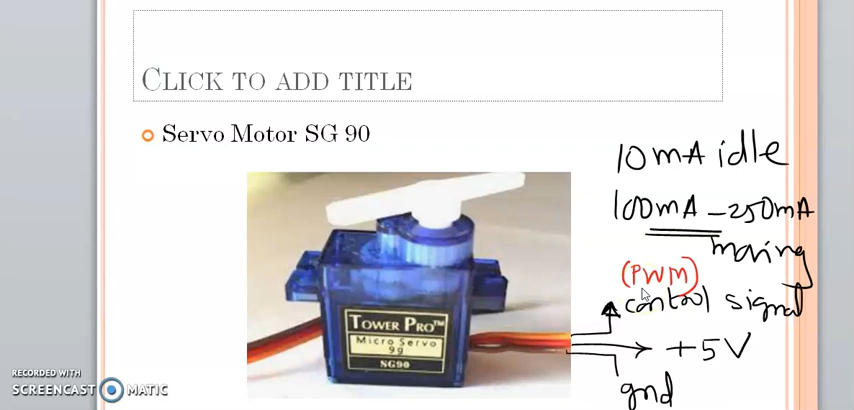 CLICK TO ADD TITLE
Servo Motor SG 90
10mA idle
100mA - 250mA
moving
(PWM)
control signal
+5V
gnd
TOWER PRO™
Micro Servo
9g
SG90
RECORDED WITH
SCREENCAST MATIC